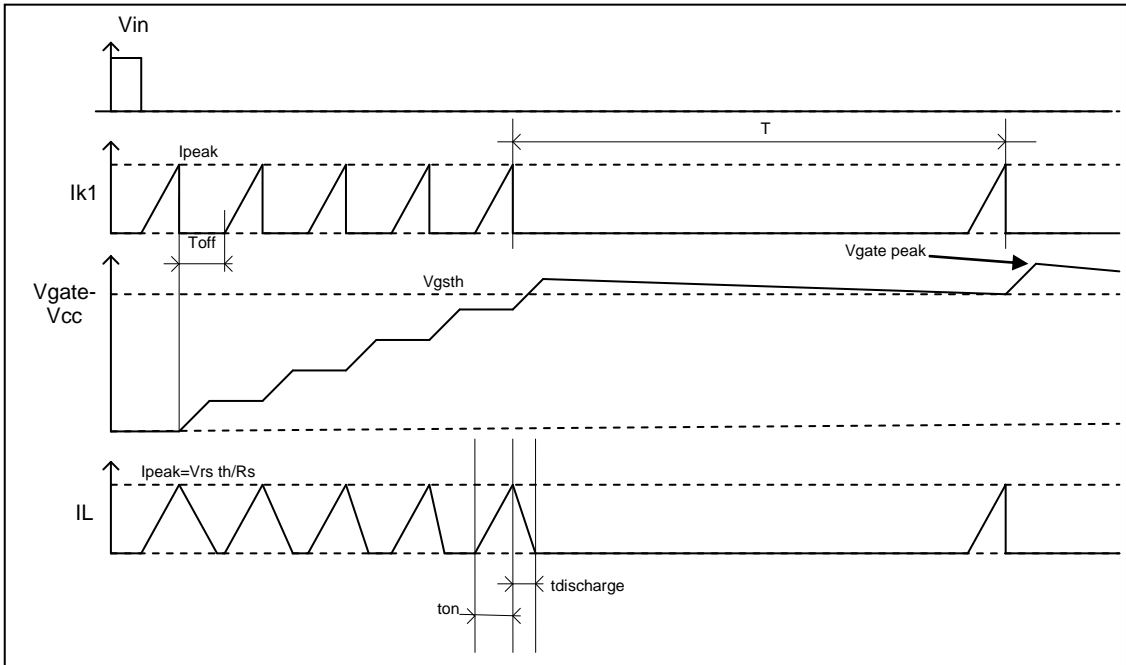 Vin
T
Ipeak
Ik1
Toff
Vgate peak
Vgsth
Vgate-
Vcc
Ipeak=Vrs th/Rs
IL
tdischarge
ton